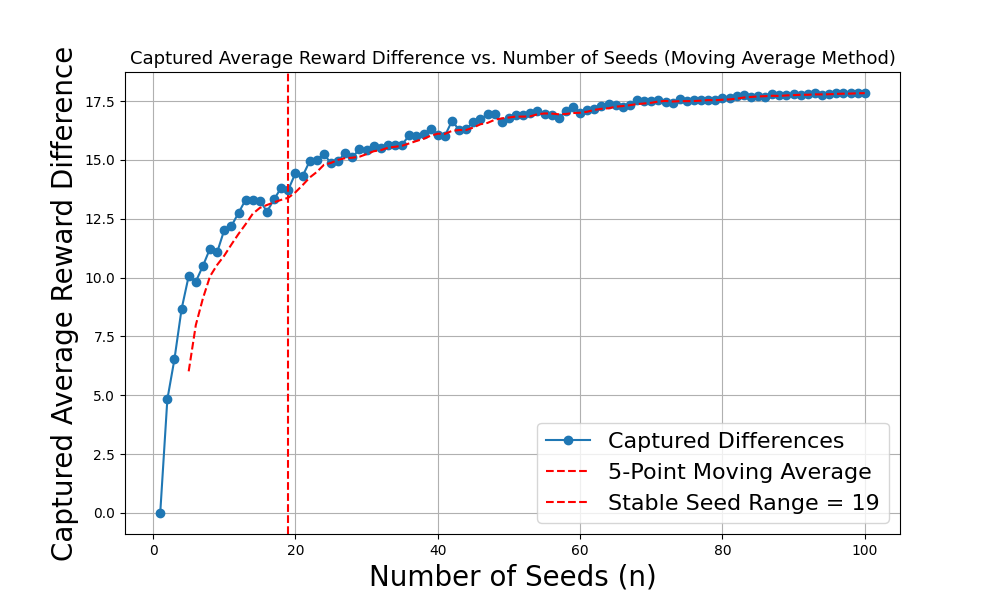 Captured Average Reward Difference vs. Number of Seeds (Moving Average Method)
Captured Average Reward Difference
17.5
15.0
12.5
10.0
7.5
5.0
2.5
0.0
Captured Differences
5-Point Moving Average
Stable Seed Range = 19
0
20
40
60
80
100
Number of Seeds (n)